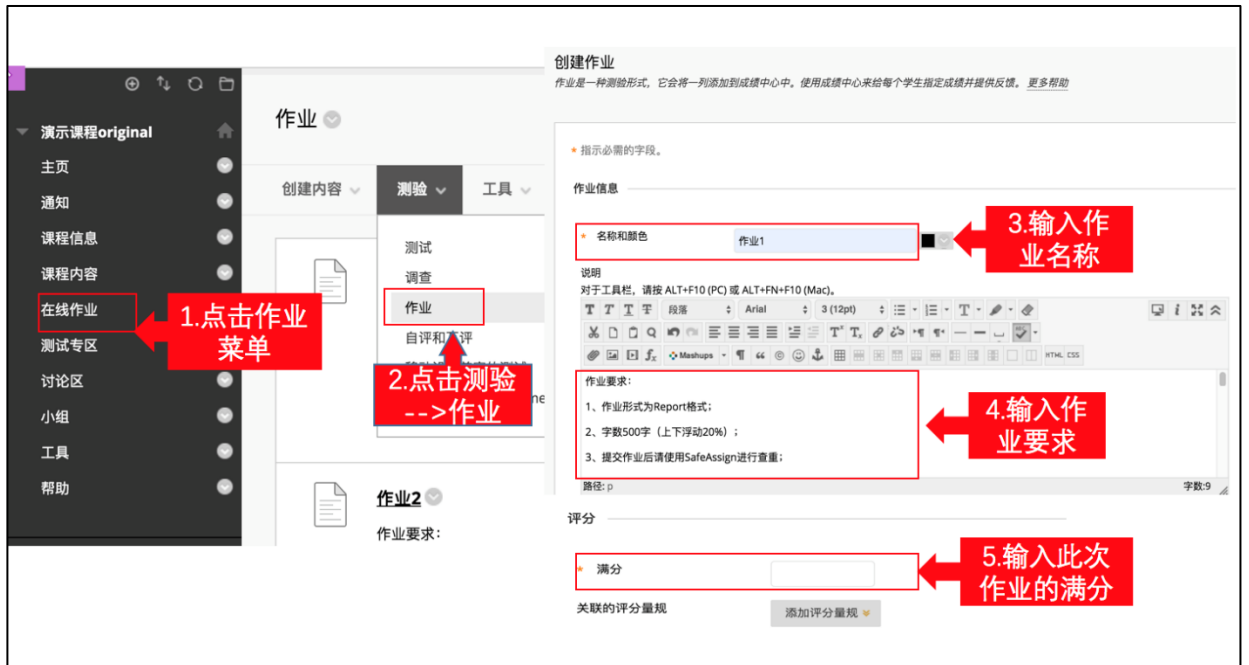 演示课程original
主页
通知
课程信息
课程内容
在线作业
测试专区
讨论区
小组
工具
帮助
1.点击作业
菜单
作业
创建内容
测验
工具
测试
调查
作业
自评和互评
2.点击测验
-->作业
作业2
作业要求：
创建作业
作业是一种测验形式，它会将一列添加到成绩中心中。使用成绩中心来给每个学生指定成绩并提供反馈。 更多帮助
* 指示必需的字段。
作业信息
* 名称和颜色
作业1
3.输入作
业名称
说明
对于工具栏，请按 ALT+F10 (PC) 或 ALT+FN+F10 (Mac)。
T T T T 段落 Arial 3 (12pt)
Mashups
HTML CSS
作业要求：
1、作业形式为Report格式；
2、字数500字（上下浮动20%）；
3、提交作业后请使用SafeAssign进行查重；
4.输入作
业要求
路径: p
字数:9
评分
* 满分
5.输入此次
作业的满分
关联的评分量规
添加评分量规